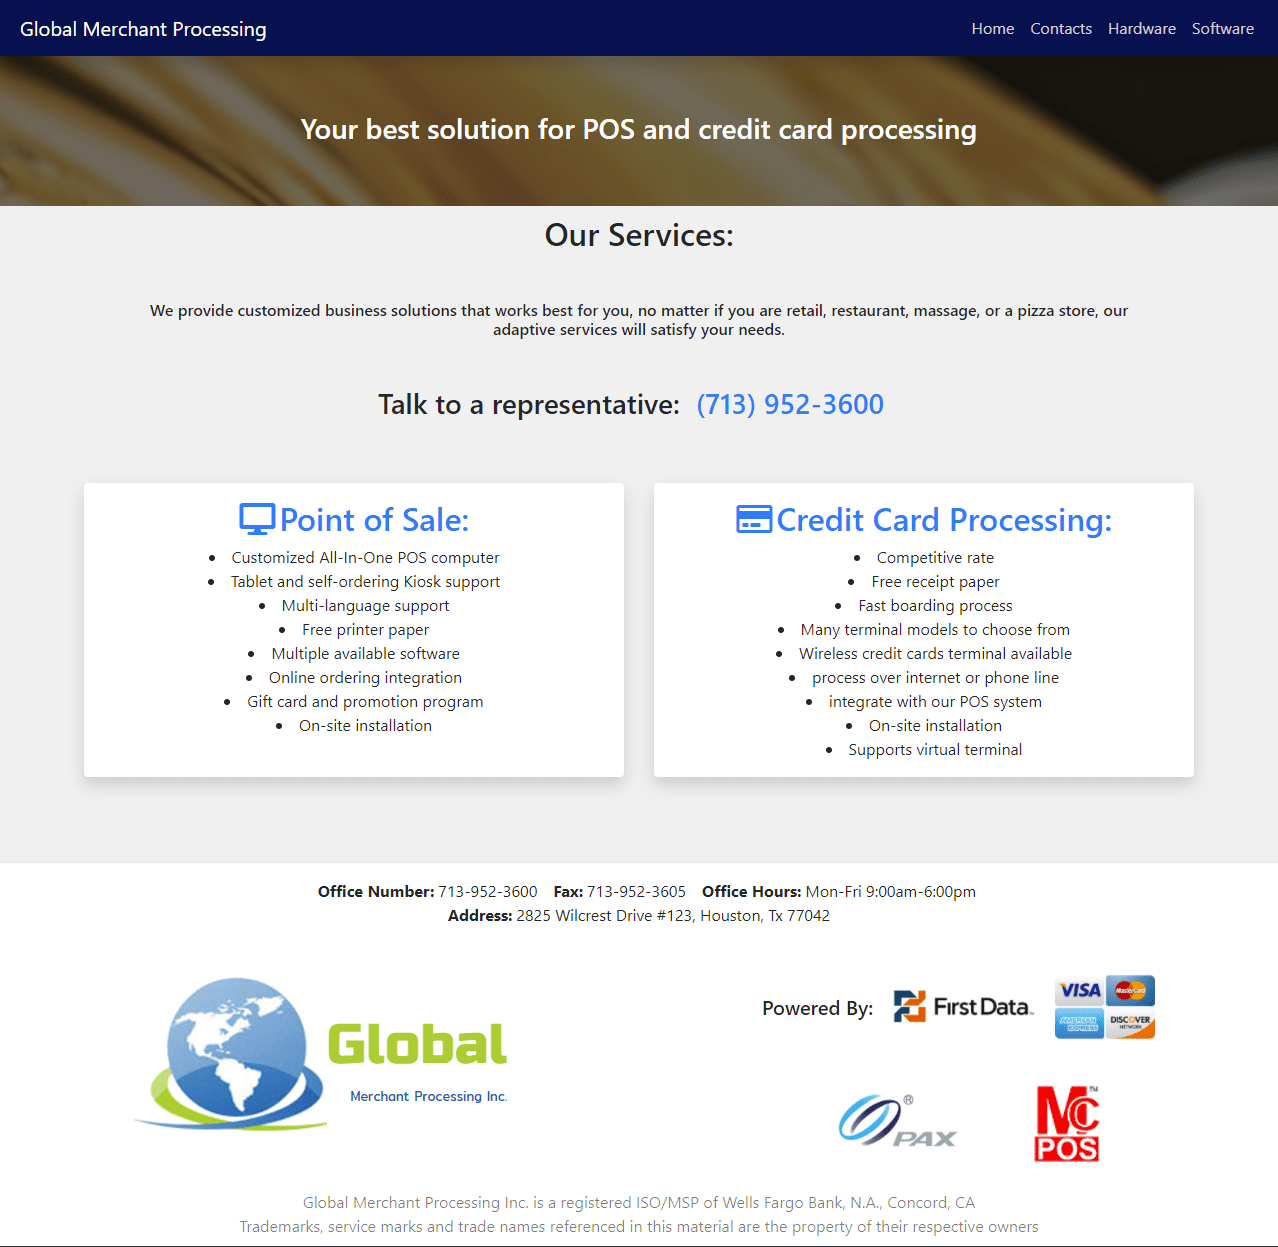 Global Merchant Processing
Home Contacts Hardware Software
Your best solution for POS and credit card processing
Our Services:
We provide customized business solutions that works best for you, no matter if you are retail, restaurant, massage, or a pizza store, our
adaptive services will satisfy your needs.
Talk to a representative: (713) 952-3600
Point of Sale:
• Customized All-In-One POS computer
• Tablet and self-ordering Kiosk support
• Multi-language support
• Free printer paper
• Multiple available software
• Online ordering integration
• Gift card and promotion program
• On-site installation
Credit Card Processing:
• Competitive rate
• Free receipt paper
• Fast boarding process
• Many terminal models to choose from
• Wireless credit cards terminal available
• process over internet or phone line
• integrate with our POS system
• On-site installation
• Supports virtual terminal
Office Number: 713-952-3600 Fax: 713-952-3605 Office Hours: Mon-Fri 9:00am-6:00pm
Address: 2825 Wilcrest Drive #123, Houston, Tx 77042
Global
Merchant Processing Inc.
Powered By:
First Data™
VISA
MasterCard
AMERICAN
EXPRESS
DISCOVER
NETWORK
PAX®
MC™
POS
Global Merchant Processing Inc. is a registered ISO/MSP of Wells Fargo Bank, N.A., Concord, CA
Trademarks, service marks and trade names referenced in this material are the property of their respective owners